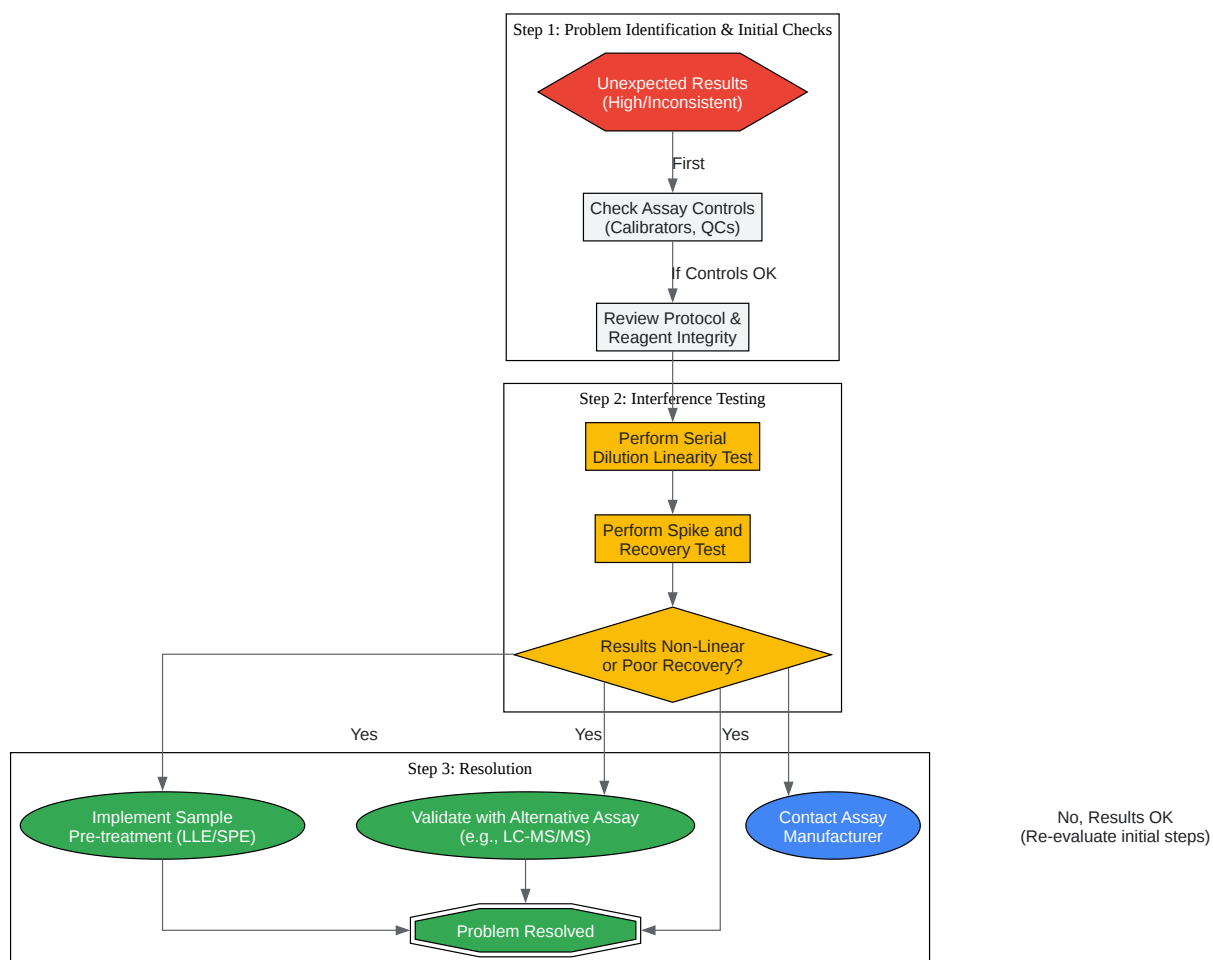 Step 1: Problem Identification & Initial Checks
Unexpected Results
(High/Inconsistent)
First
Check Assay Controls
(Calibrators, QCs)
If Controls OK
Review Protocol &
Reagent Integrity
Step 2: Interference Testing
Perform Serial
Dilution Linearity Test
Perform Spike and
Recovery Test
Results Non-Linear
or Poor Recovery?
Yes
Yes
Yes
Step 3: Resolution
Implement Sample
Pre-treatment (LLE/SPE)
Validate with Alternative Assay
(e.g., LC-MS/MS)
Contact Assay
Manufacturer
No, Results OK
(Re-evaluate initial steps)
Problem Resolved